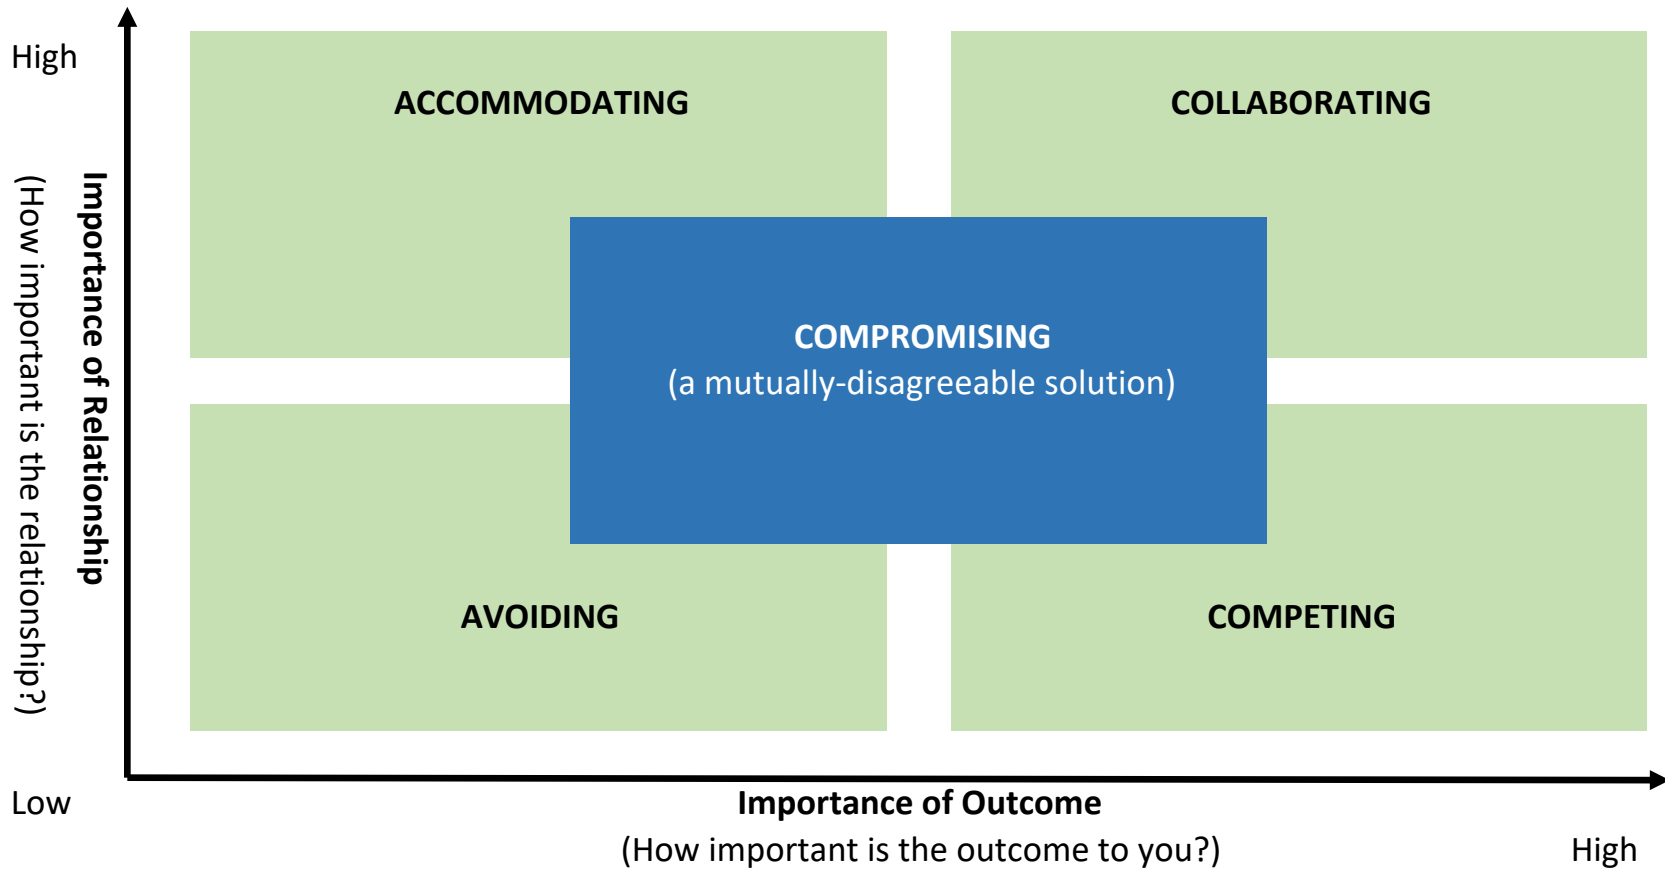 High
ACCOMMODATING
COLLABORATING
Importance of Relationship
(How important is the relationship?)
COMPROMISING
(a mutually-disagreeable solution)
AVOIDING
COMPETING
Low
Importance of Outcome
(How important is the outcome to you?)
High